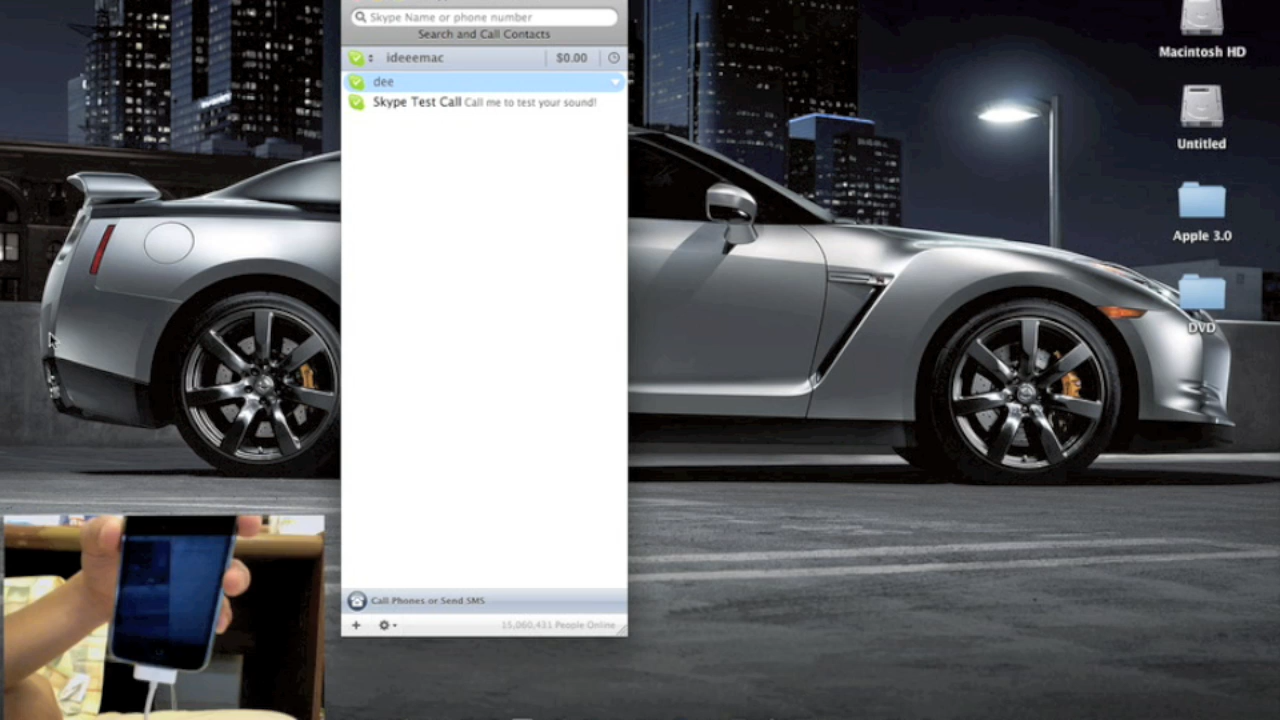 Skype Name or phone number
Search and Call Contacts
ideeemac $0.00
dee
Skype Test Call Call me to test your sound!
Call Phones or Send SMS
15,060,431 People Online
Macintosh HD
Untitled
Apple 3.0
DVD